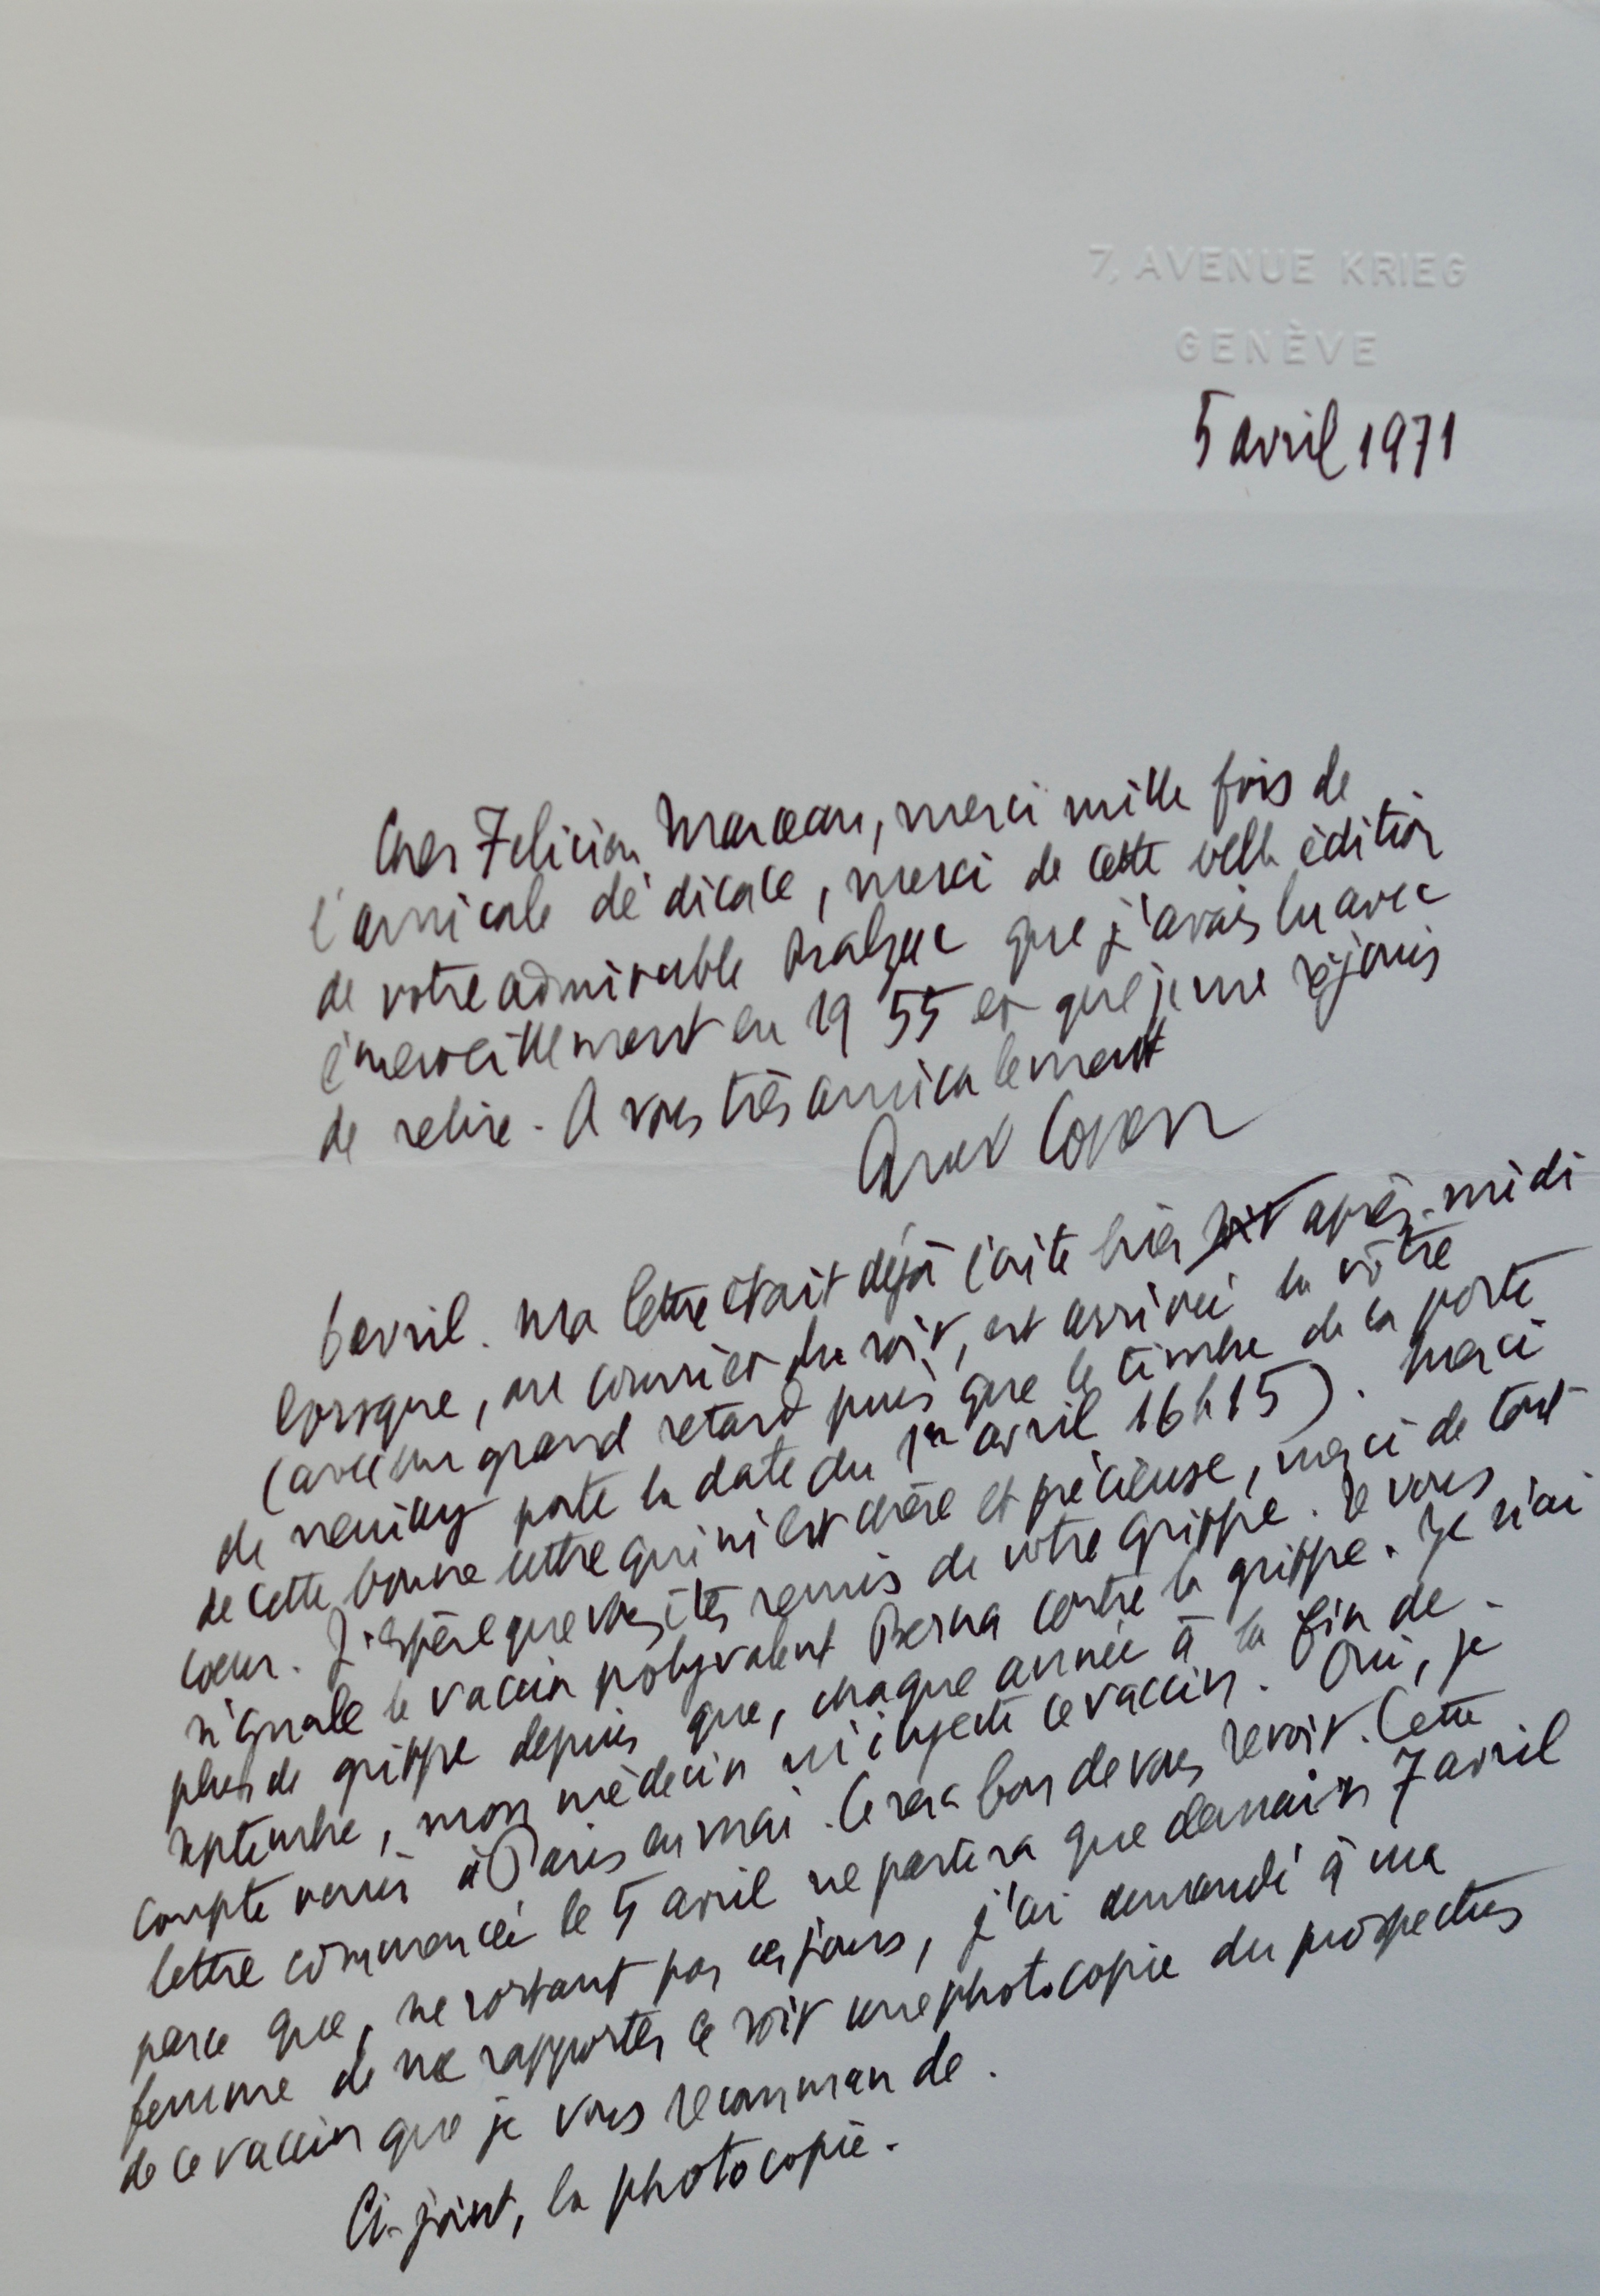 7, AVENUE KRIEG
GENÈVE
5 avril 1971
Cher Felicien Marceau, merci mille fois de
l'amicale dédicace, merci de cette belle édition
de votre admirable Balzac que j'avais lu avec
émerveillement en 1955 et que je me réjouis
de relire. A vous très amicalement
Albert Cohen
6 avril. Ma lettre était déjà écrite hier soir après-midi
lorsque, au courrier du soir, est arrivée la vôtre
(avec un grand retard puisque le timbre de la poste
de Neuilly porte la date du 1er avril 16h15). Merci
de cette bonne lettre qui m'est chère et précieuse, merci de tout
coeur. J'espère que vous êtes remis de votre grippe. Je vous
signale le vaccin polyvalent Berna contre la grippe. Je n'ai
plus de grippe depuis que, chaque année à la fin de
septembre, mon médecin m'injecte ce vaccin. Oui, je
compte venir à Paris en mai. Ce sera bon de vous revoir. Cette
lettre commencée le 5 avril ne partira que demain 7 avril
parce que, ne sortant pas ces jours, j'ai demandé à ma
femme de me rapporter ce soir une photocopie du prospectus
de ce vaccin que je vous recommande.
Ci-joint, la photocopie.